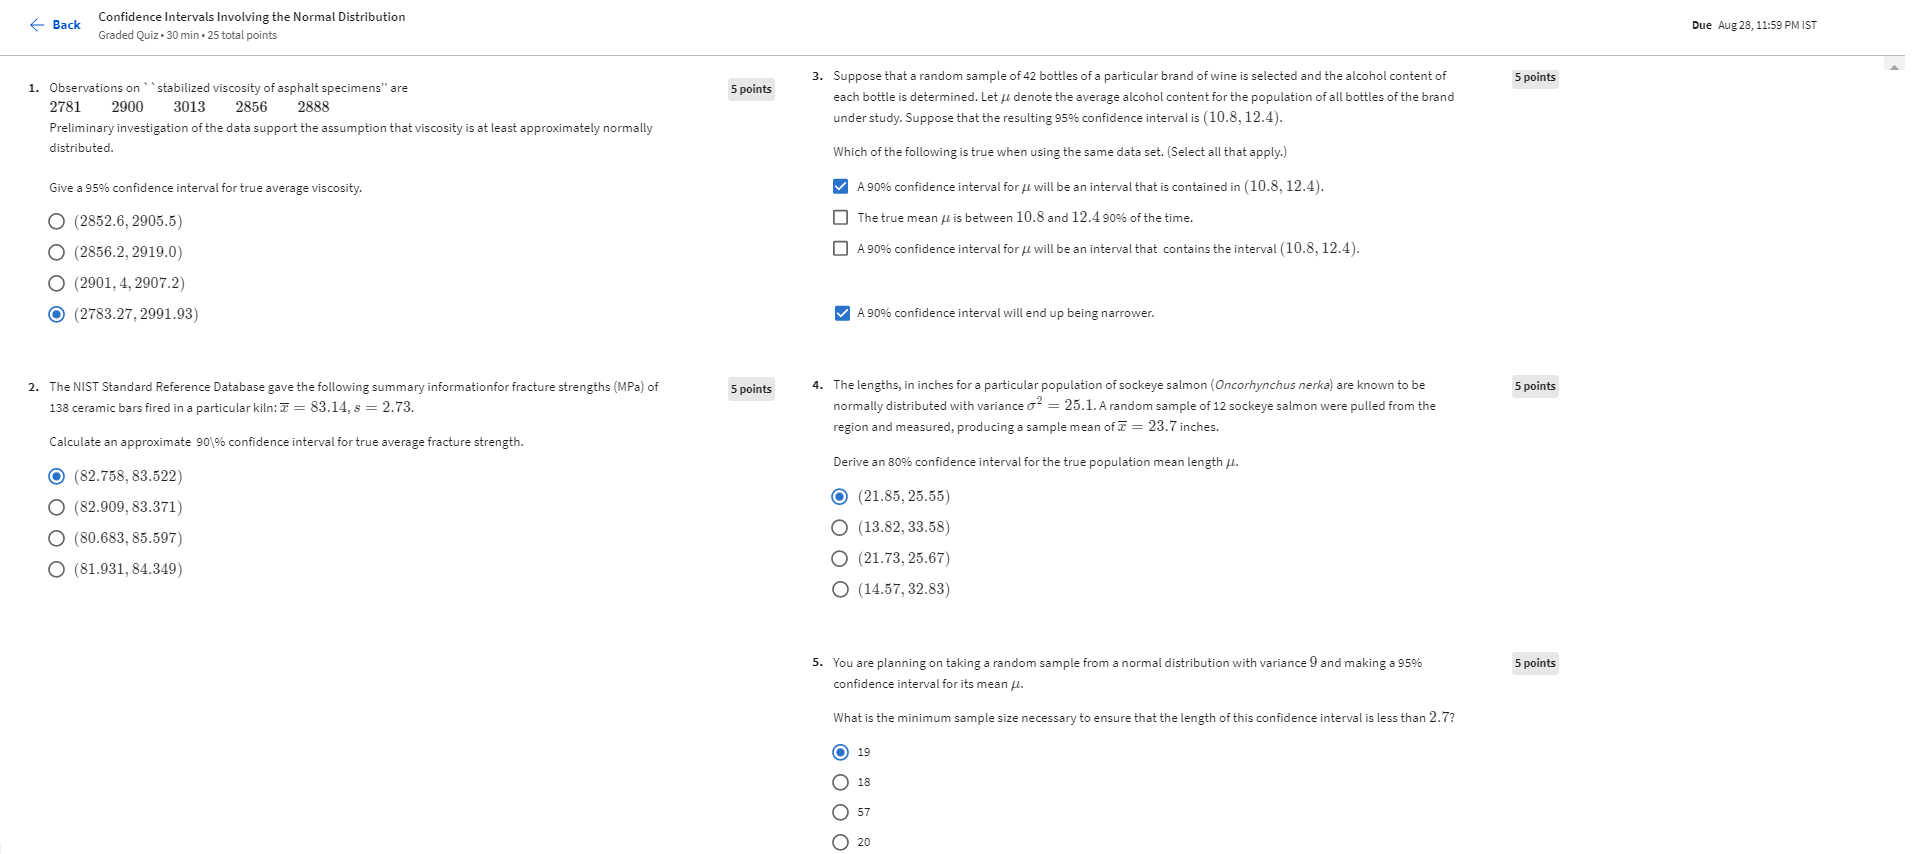 Back
Confidence Intervals Involving the Normal Distribution
Graded Quiz • 30 min • 25 total points
Due Aug 28, 11:59 PM IST
1. Observations on ``stabilized viscosity of asphalt specimens" are
5 points
2781 2900 3013 2856 2888
Preliminary investigation of the data support the assumption that viscosity is at least approximately normally
distributed.
Give a 95% confidence interval for true average viscosity.
(2852.6, 2905.5)
(2856.2, 2919.0)
(2901, 4, 2907.2)
(2783.27, 2991.93)
2. The NIST Standard Reference Database gave the following summary informationfor fracture strengths (MPa) of
5 points
138 ceramic bars fired in a particular kiln: x̅ = 83.14, s = 2.73.
Calculate an approximate 90\% confidence interval for true average fracture strength.
(82.758, 83.522)
(82.909, 83.371)
(80.683, 85.597)
(81.931, 84.349)
3. Suppose that a random sample of 42 bottles of a particular brand of wine is selected and the alcohol content of
5 points
each bottle is determined. Let μ denote the average alcohol content for the population of all bottles of the brand
under study. Suppose that the resulting 95% confidence interval is (10.8, 12.4).
Which of the following is true when using the same data set. (Select all that apply.)
A 90% confidence interval for μ will be an interval that is contained in (10.8, 12.4).
The true mean μ is between 10.8 and 12.4 90% of the time.
A 90% confidence interval for μ will be an interval that contains the interval (10.8, 12.4).
A 90% confidence interval will end up being narrower.
4. The lengths, in inches for a particular population of sockeye salmon (Oncorhynchus nerka) are known to be
5 points
normally distributed with variance σ² = 25.1. A random sample of 12 sockeye salmon were pulled from the
region and measured, producing a sample mean of x̅ = 23.7 inches.
Derive an 80% confidence interval for the true population mean length μ.
(21.85, 25.55)
(13.82, 33.58)
(21.73, 25.67)
(14.57, 32.83)
5. You are planning on taking a random sample from a normal distribution with variance 9 and making a 95%
5 points
confidence interval for its mean μ.
What is the minimum sample size necessary to ensure that the length of this confidence interval is less than 2.7?
19
18
57
20